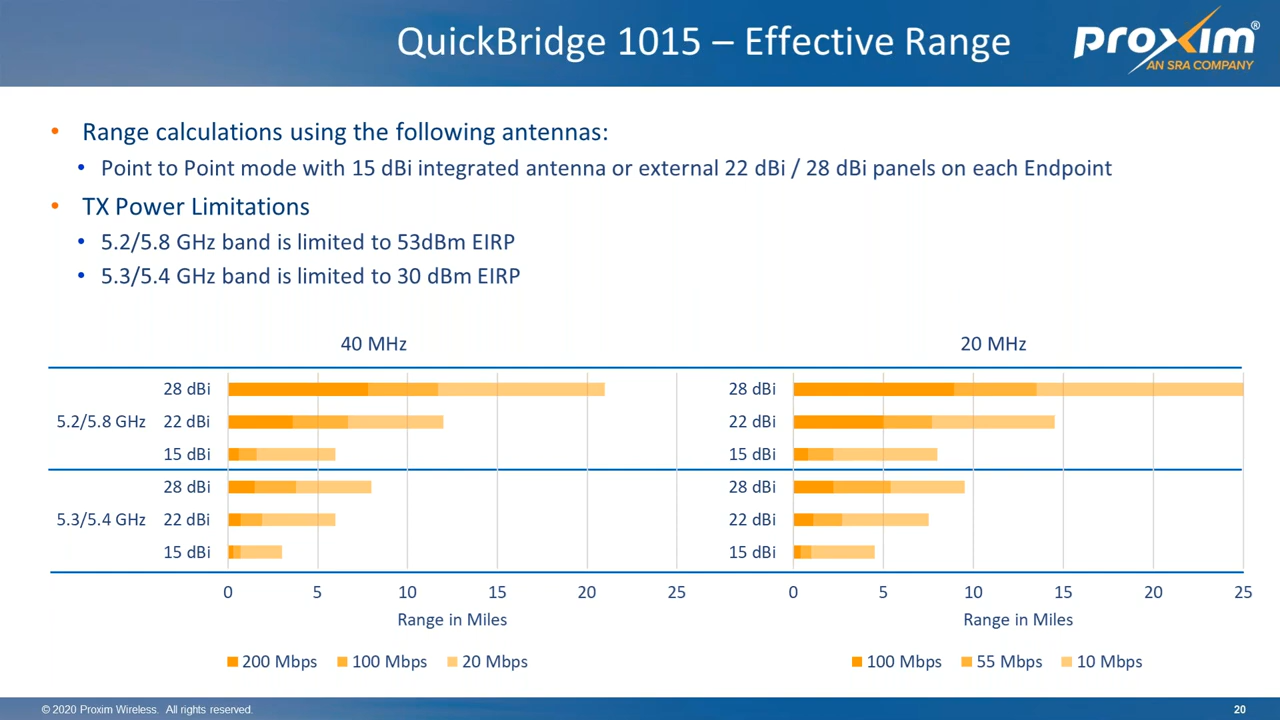 QuickBridge 1015 – Effective Range
proxim®
AN SRA COMPANY
• Range calculations using the following antennas:
• Point to Point mode with 15 dBi integrated antenna or external 22 dBi / 28 dBi panels on each Endpoint
• TX Power Limitations
• 5.2/5.8 GHz band is limited to 53dBm EIRP
• 5.3/5.4 GHz band is limited to 30 dBm EIRP
40 MHz
28 dBi
5.2/5.8 GHz 22 dBi
15 dBi
28 dBi
5.3/5.4 GHz 22 dBi
15 dBi
0 5 10 15 20 25
Range in Miles
200 Mbps 100 Mbps 20 Mbps
20 MHz
28 dBi
22 dBi
15 dBi
28 dBi
22 dBi
15 dBi
0 5 10 15 20 25
Range in Miles
100 Mbps 55 Mbps 10 Mbps
© 2020 Proxim Wireless. All rights reserved.
20